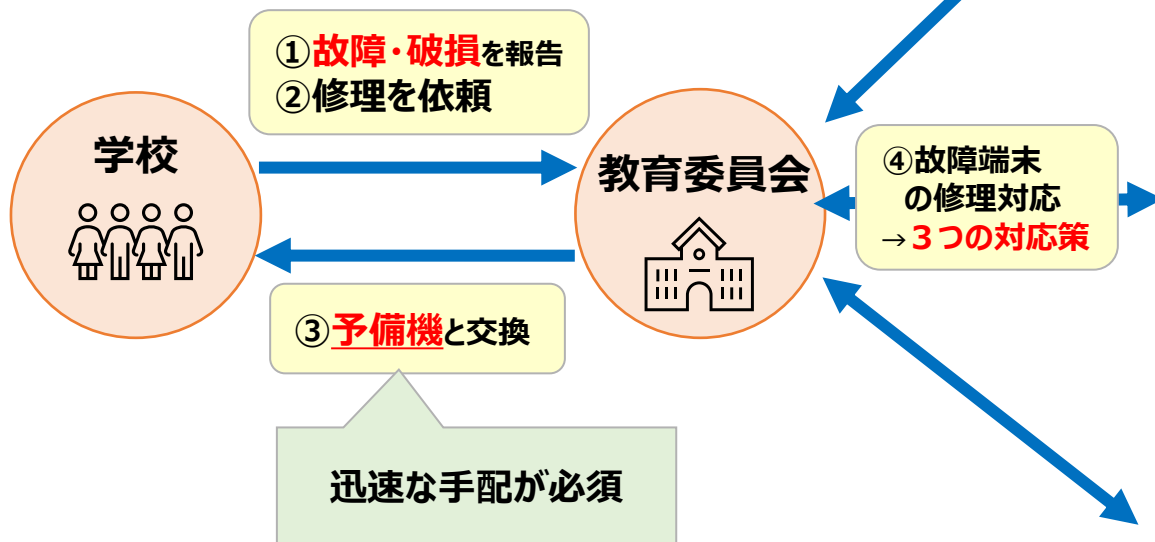 ①故障・破損を報告
②修理を依頼
学校
教育委員会
④故障端末
の修理対応
→３つの対応策
③予備機と交換
迅速な手配が必須